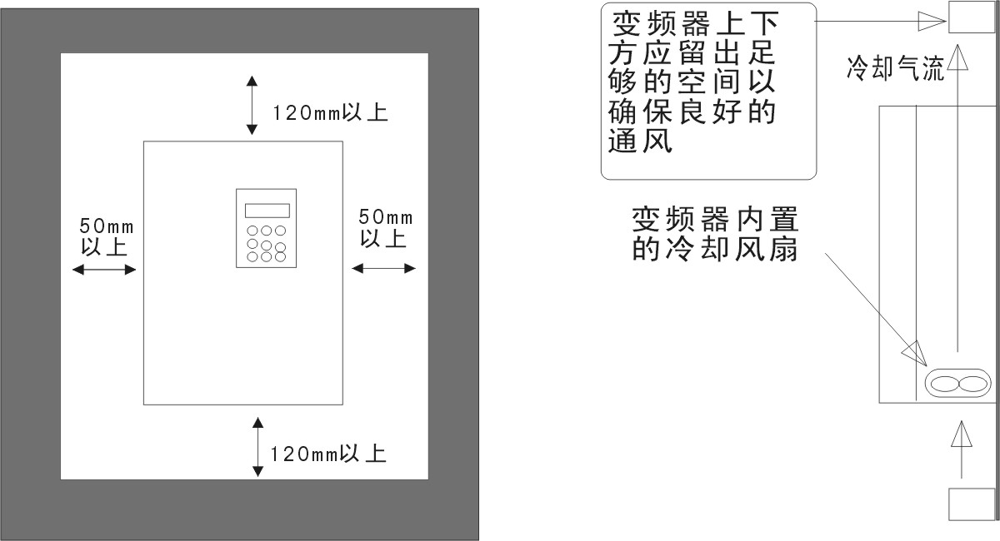 120mm以上
50mm
以上
50mm
以上
120mm以上
变频器上下
方应留出足
够的空间以
确保良好的
通风
冷却气流
变频器内置
的冷却风扇